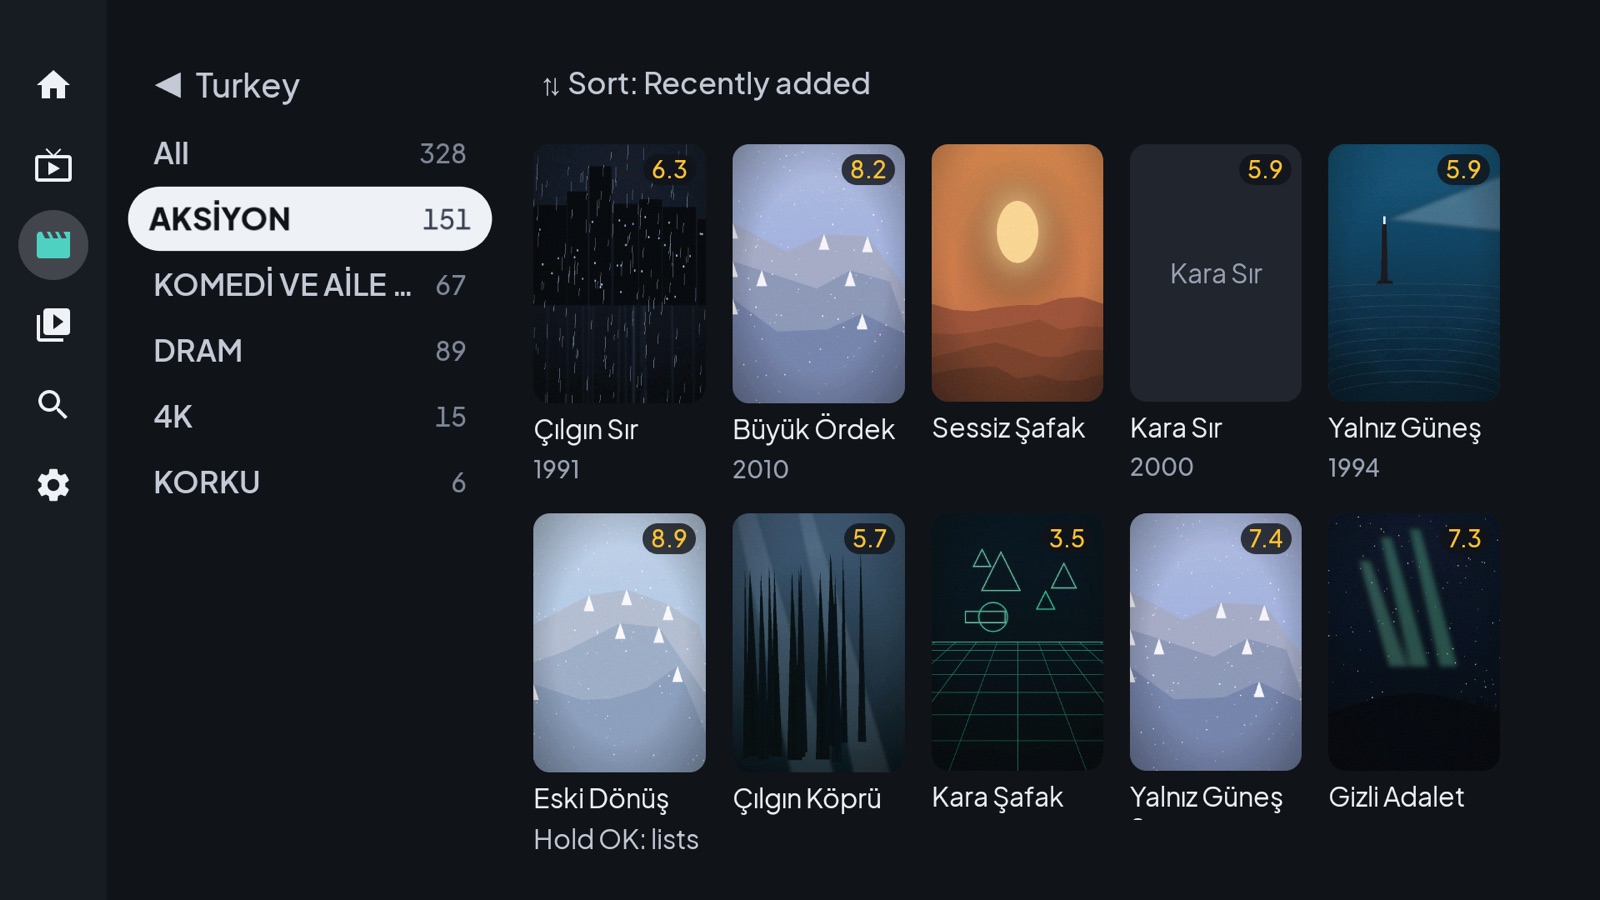 Turkey
Sort: Recently added
All 328
AKSİYON 151
KOMEDİ VE AİLE ... 67
DRAM 89
4K 15
KORKU 6
6.3
8.2
5.9
5.9
Kara Sır
Çılgın Sır
Büyük Ördek
Sessiz Şafak
Kara Sır
Yalnız Güneş
1991
2010
2000
1994
8.9
5.7
3.5
7.4
7.3
Eski Dönüş
Çılgın Köprü
Kara Şafak
Yalnız Güneş
Gizli Adalet
Hold OK: lists